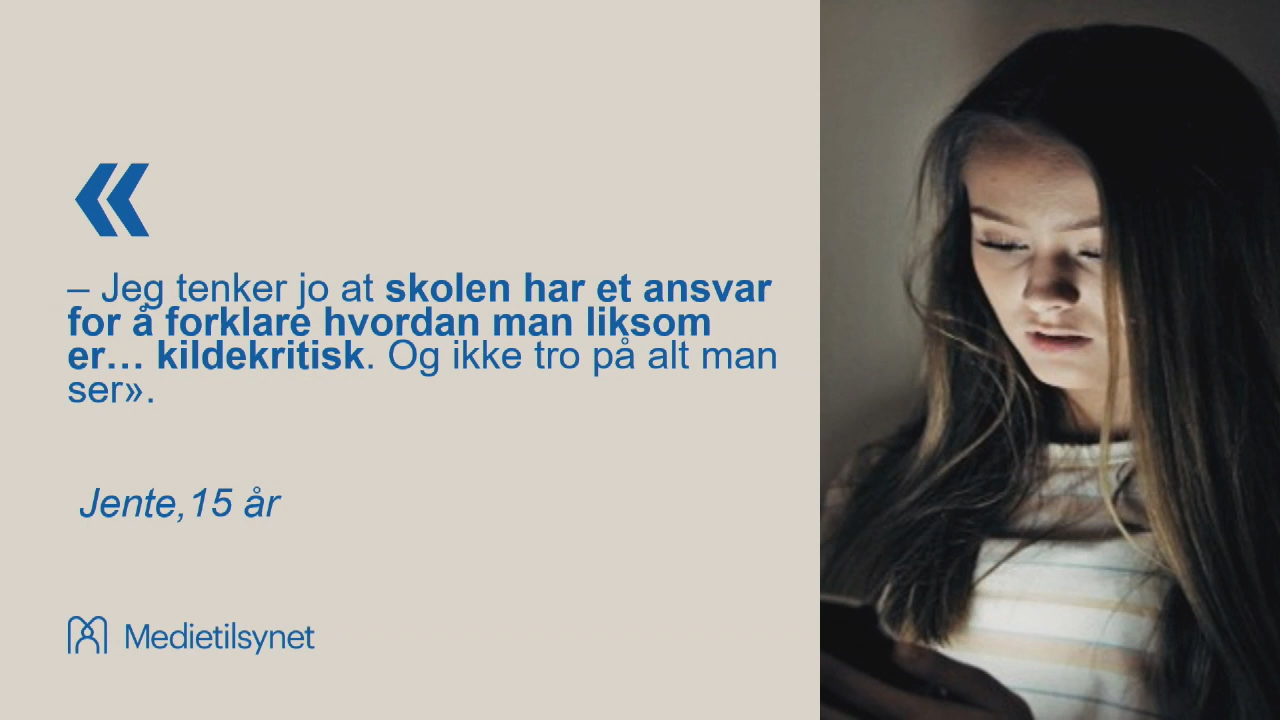 «
– Jeg tenker jo at skolen har et ansvar
for å forklare hvordan man liksom
er… kildekritisk. Og ikke tro på alt man
ser».
Jente,15 år
Medietilsynet